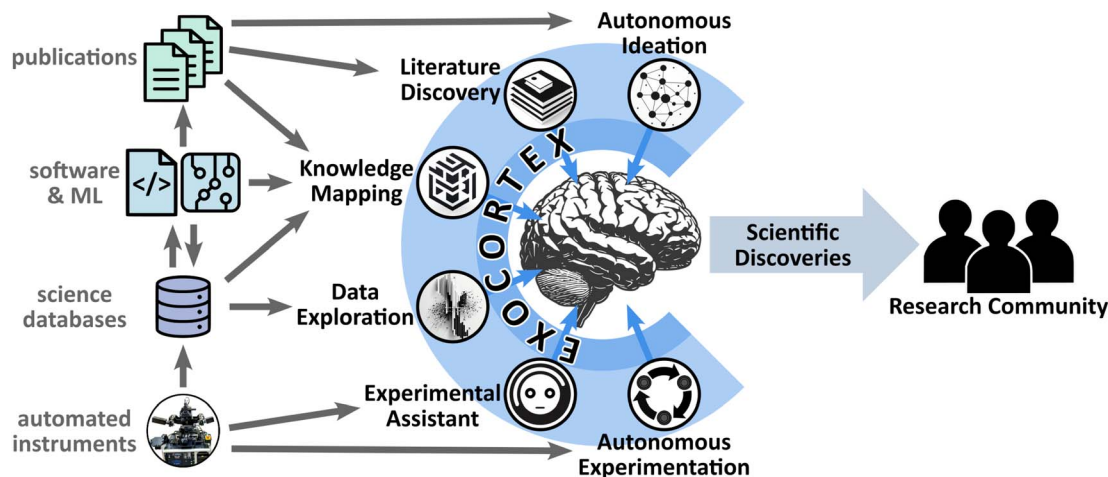 publications
software
& ML
science
databases
automated
instruments
Autonomous
Ideation
Literature
Discovery
Knowledge
Mapping
Data
Exploration
Experimental
Assistant
Autonomous
Experimentation
</>
EXOCORTEX
Scientific
Discoveries
Research Community